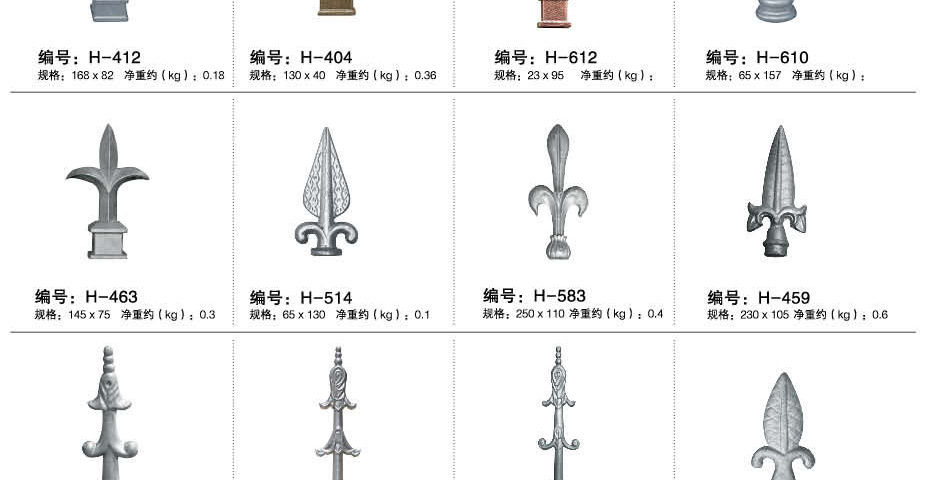 编号：H-412
规格：168 x 82 净重约（kg）：0.18
编号：H-404
规格：130 x 40 净重约（kg）：0.36
编号：H-612
规格：23 x 95 净重约（kg）：
编号：H-610
规格：65 x 157 净重约（kg）：
编号：H-463
规格：145 x 75 净重约（kg）：0.3
编号：H-514
规格：65 x 130 净重约（kg）：0.1
编号：H-583
规格：250 x 110 净重约（kg）：0.4
编号：H-459
规格：230 x 105 净重约（kg）：0.6